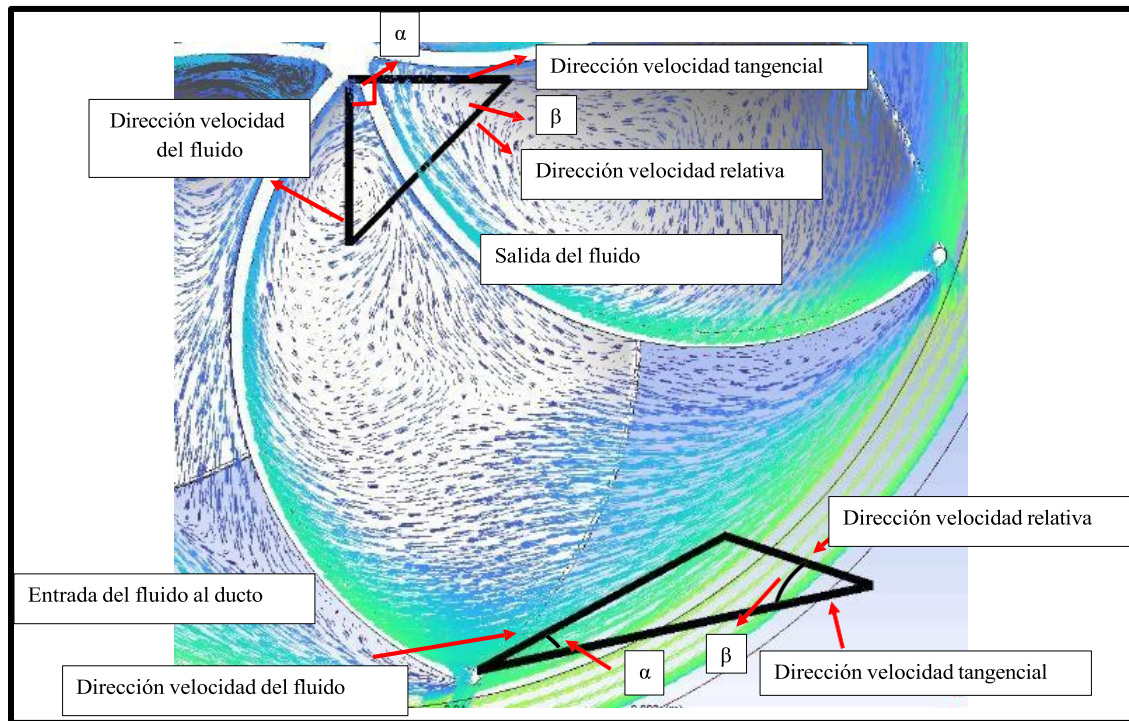 α
Dirección velocidad tangencial
Dirección velocidad
del fluido
β
Dirección velocidad relativa
Salida del fluido
Dirección velocidad relativa
Entrada del fluido al ducto
β
α
Dirección velocidad del fluido
Dirección velocidad tangencial